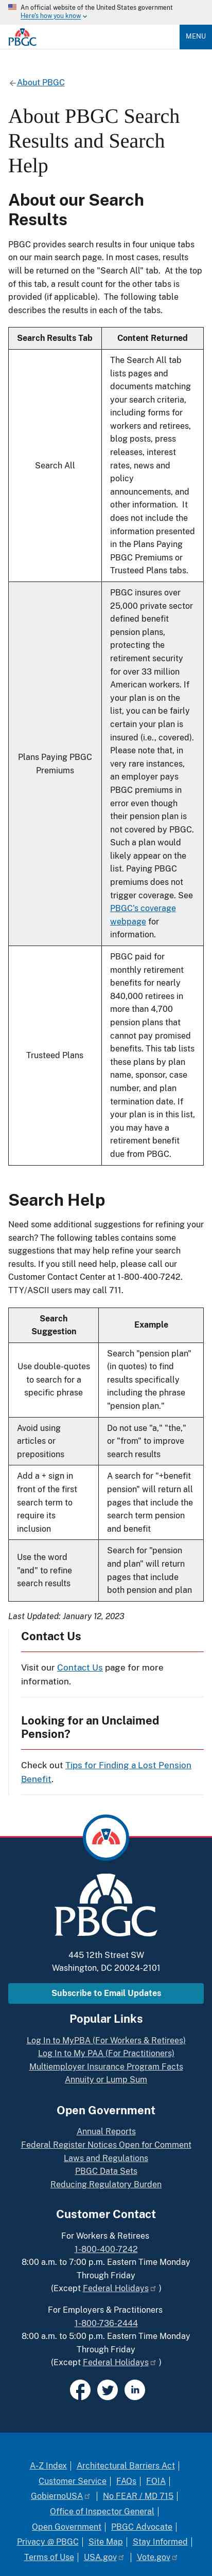 An official website of the United States government
Here's how you know
PBGC
MENU
About PBGC
About PBGC Search
Results and Search
Help
About our Search
Results
PBGC provides search results in four unique tabs
on our main search page. In most cases, results
will be returned on the "Search All" tab.  At the top
of this tab, a result count for the other tabs is
provided (if applicable).  The following table
describes the results in each of the tabs.
Search Results Tab
Content Returned
Search All
The Search All tab
lists pages and
documents matching
your search criteria,
including forms
for workers and retirees,
blog posts, press
releases, interest
rates, news and
policy
announcements, and
other information.  It
does not include the
information presented
in the Plans Paying
PBGC Premiums or
Trusteed Plans tabs.
Plans Paying PBGC
Premiums
PBGC insures over
25,000 private sector
defined benefit
pension plans,
protecting the
retirement security
for over 33 million
American workers. If
your plan is on the
list, you can be fairly
certain your plan is
insured (i.e., covered).
Please note that, in
very rare instances,
an employer pays
PBGC premiums in
error even though
their plan is
not covered by PBGC.
Such a plan would
likely appear on the
list. Paying PBGC
premiums does not
trigger coverage. See
PBGC's coverage
webpage for
information.
Trusteed Plans
PBGC paid for
monthly retirement
benefits for nearly
840,000 retirees in
more than 4,700
pension plans that
cannot pay promised
benefits. This tab lists
these plans by plan
name, sponsor, case
number, and plan
termination date. If
your plan is in this list,
you may have a
retirement benefit
due from PBGC.
Search Help
Need some additional suggestions for refining your
search? The following tables contains some
suggestions that may help refine your search
results. If you still need help, please call our
Customer Contact Center at 1-800-400-7242.
TTY/ASCII users may call 711.
Search
Suggestion
Example
Use double-quotes
to search for a
specific phrase
Search "pension plan"
(in quotes) to find
results specifically
including the phrase
"pension plan."
Avoid using
articles or
prepositions
Do not use "a," "the,"
or "from" to improve
search results
Add a + sign in
front of the first
search term to
require its
inclusion
A search for "+benefit
pension" will return all
pages that include the
search term pension
and benefit
Use the word
"and" to refine
search results
Search for "pension
and plan" will return
pages that include
both pension and plan
Last Updated: January 12, 2023
Contact Us
Visit our Contact Us page for more
information.
Looking for an Unclaimed
Pension?
Check out Tips for Finding a Lost Pension
Benefit.
PBGC
445 12th Street SW
Washington, DC 20024-2101
Subscribe to Email Updates
Popular Links
Log In to MyPBA (For Workers & Retirees)
Log In to My PAA (For Practitioners)
Multiemployer Insurance Program Facts
Annuity or Lump Sum
Open Government
Annual Reports
Federal Register Notices Open for Comment
Laws and Regulations
PBGC Data Sets
Reducing Regulatory Burden
Customer Contact
For Workers & Retirees
1-800-400-7242
8:00 a.m. to 7:00 p.m. Eastern Time Monday
Through Friday
(Except Federal Holidays )
For Employers & Practitioners
1-800-736-2444
8:00 a.m. to 5:00 p.m. Eastern Time Monday
Through Friday
(Except Federal Holidays )
in
A-Z Index | Architectural Barriers Act |
Customer Service | FAQs | FOIA |
GobiernoUSA | No FEAR / MD 715 |
Office of Inspector General |
Open Government | PBGC Advocate |
Privacy @ PBGC | Site Map | Stay Informed |
Terms of Use | USA.gov | Vote.gov